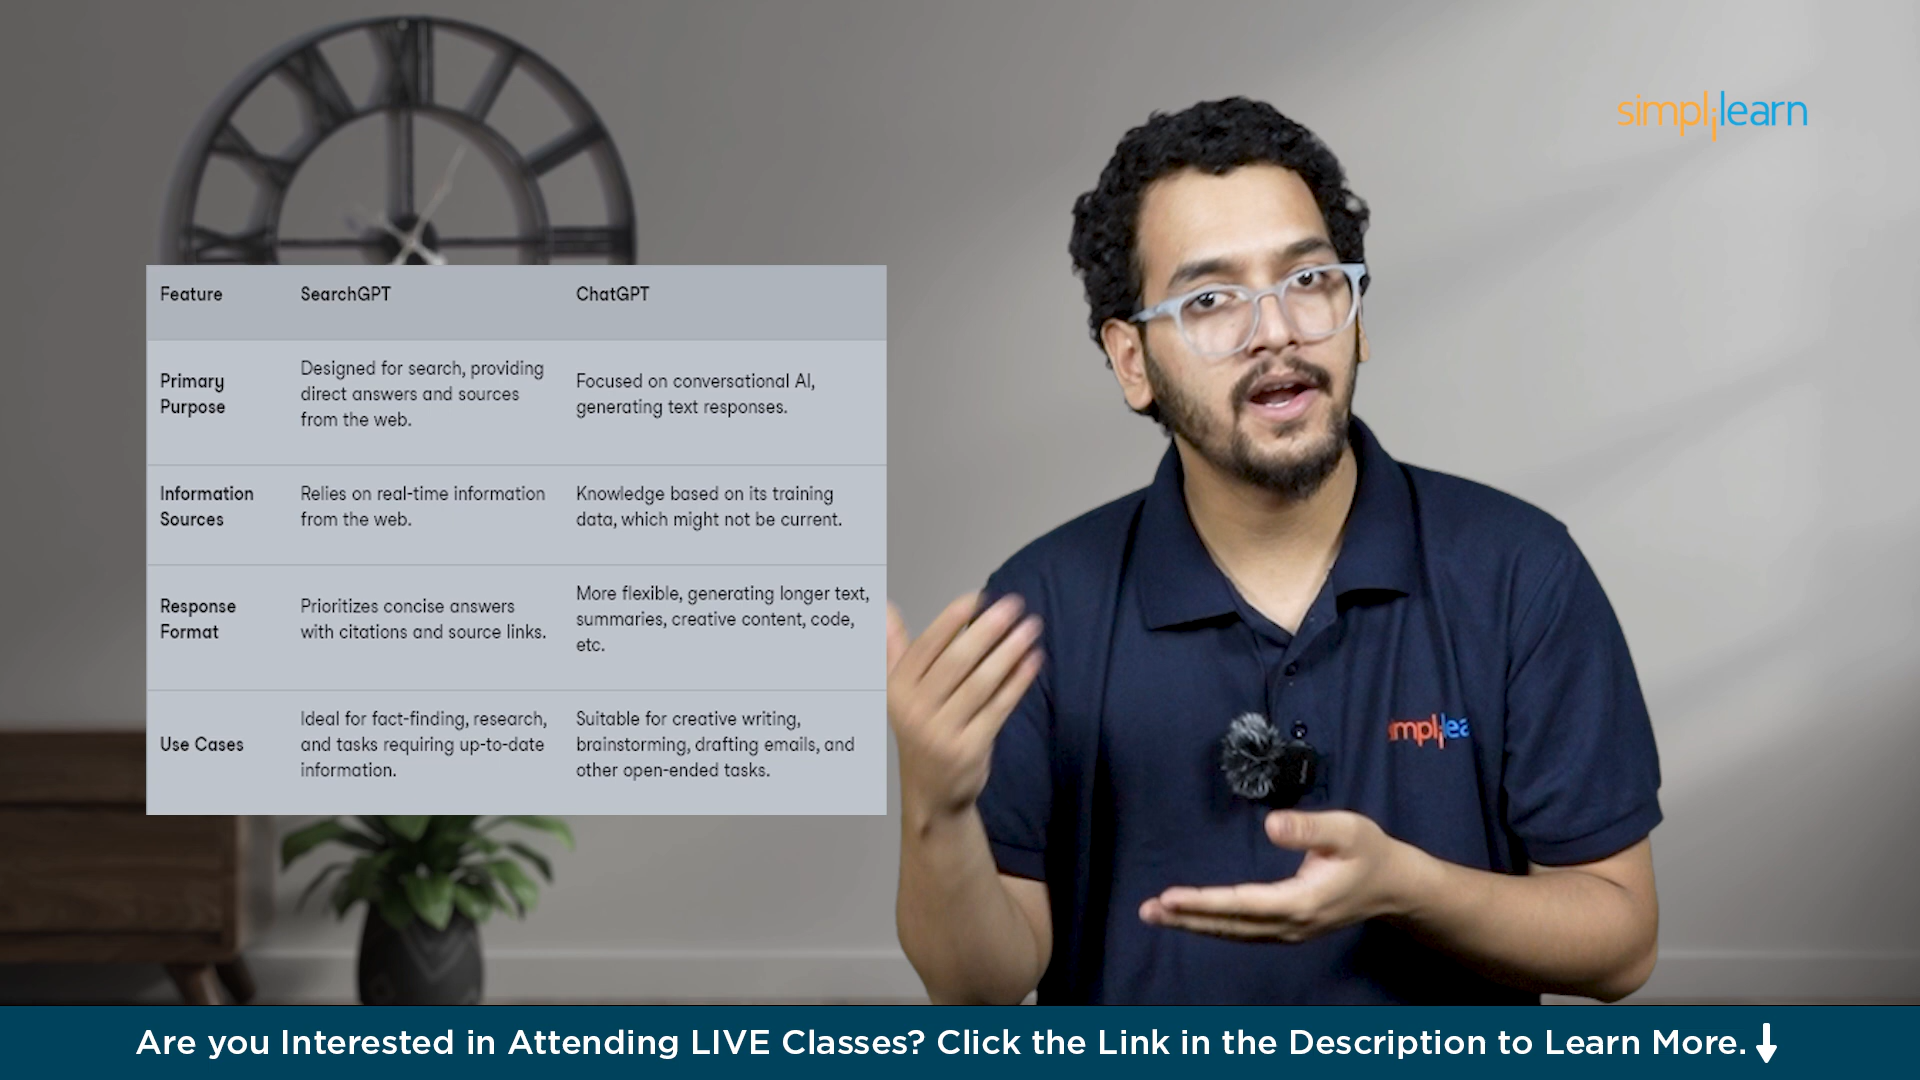 simplilearn
Feature SearchGPT ChatGPT
Primary Purpose
Designed for search, providing
direct answers and sources
from the web.
Focused on conversational AI,
generating text responses.
Information Sources
Relies on real-time information
from the web.
Knowledge based on its training
data, which might not be current.
Response Format
Prioritizes concise answers
with citations and source links.
More flexible, generating longer text,
summaries, creative content, code,
etc.
Use Cases
Ideal for fact-finding, research,
and tasks requiring up-to-date
information.
Suitable for creative writing,
brainstorming, drafting emails, and
other open-ended tasks.
impl¡lea
Are you Interested in Attending LIVE Classes? Click the Link in the Description to Learn More.